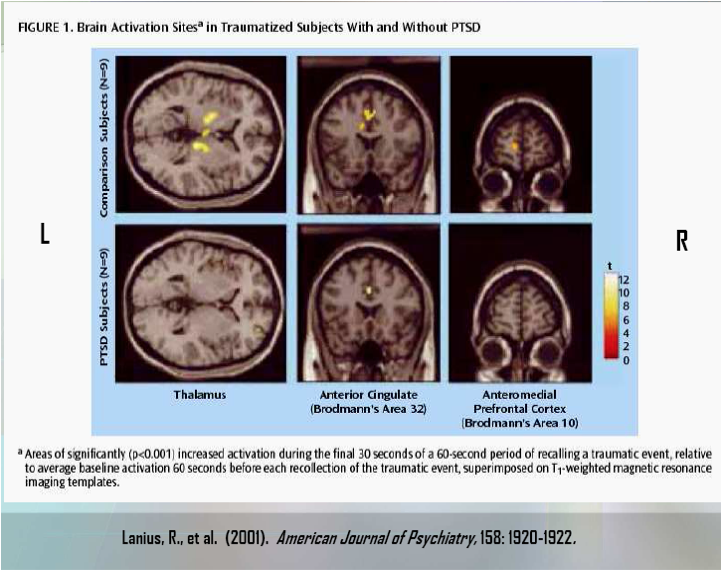 FIGURE 1. Brain Activation Sitesa in Traumatized Subjects With and Without PTSD
Comparison Subjects (N=9)
L
R
PTSD Subjects (N=9)
t
12
10
8
6
4
2
0
Thalamus
Anterior Cingulate
(Brodmann's Area 32)
Anteromedial
Prefrontal Cortex
(Brodmann's Area 10)
a Areas of significantly (p<0.001) increased activation during the final 30 seconds of a 60-second period of recalling a traumatic event, relative
to average baseline activation 60 seconds before each recollection of the traumatic event, superimposed on T1-weighted magnetic resonance
imaging templates.
Lanius, R., et al. (2001). American Journal of Psychiatry, 158: 1920-1922.